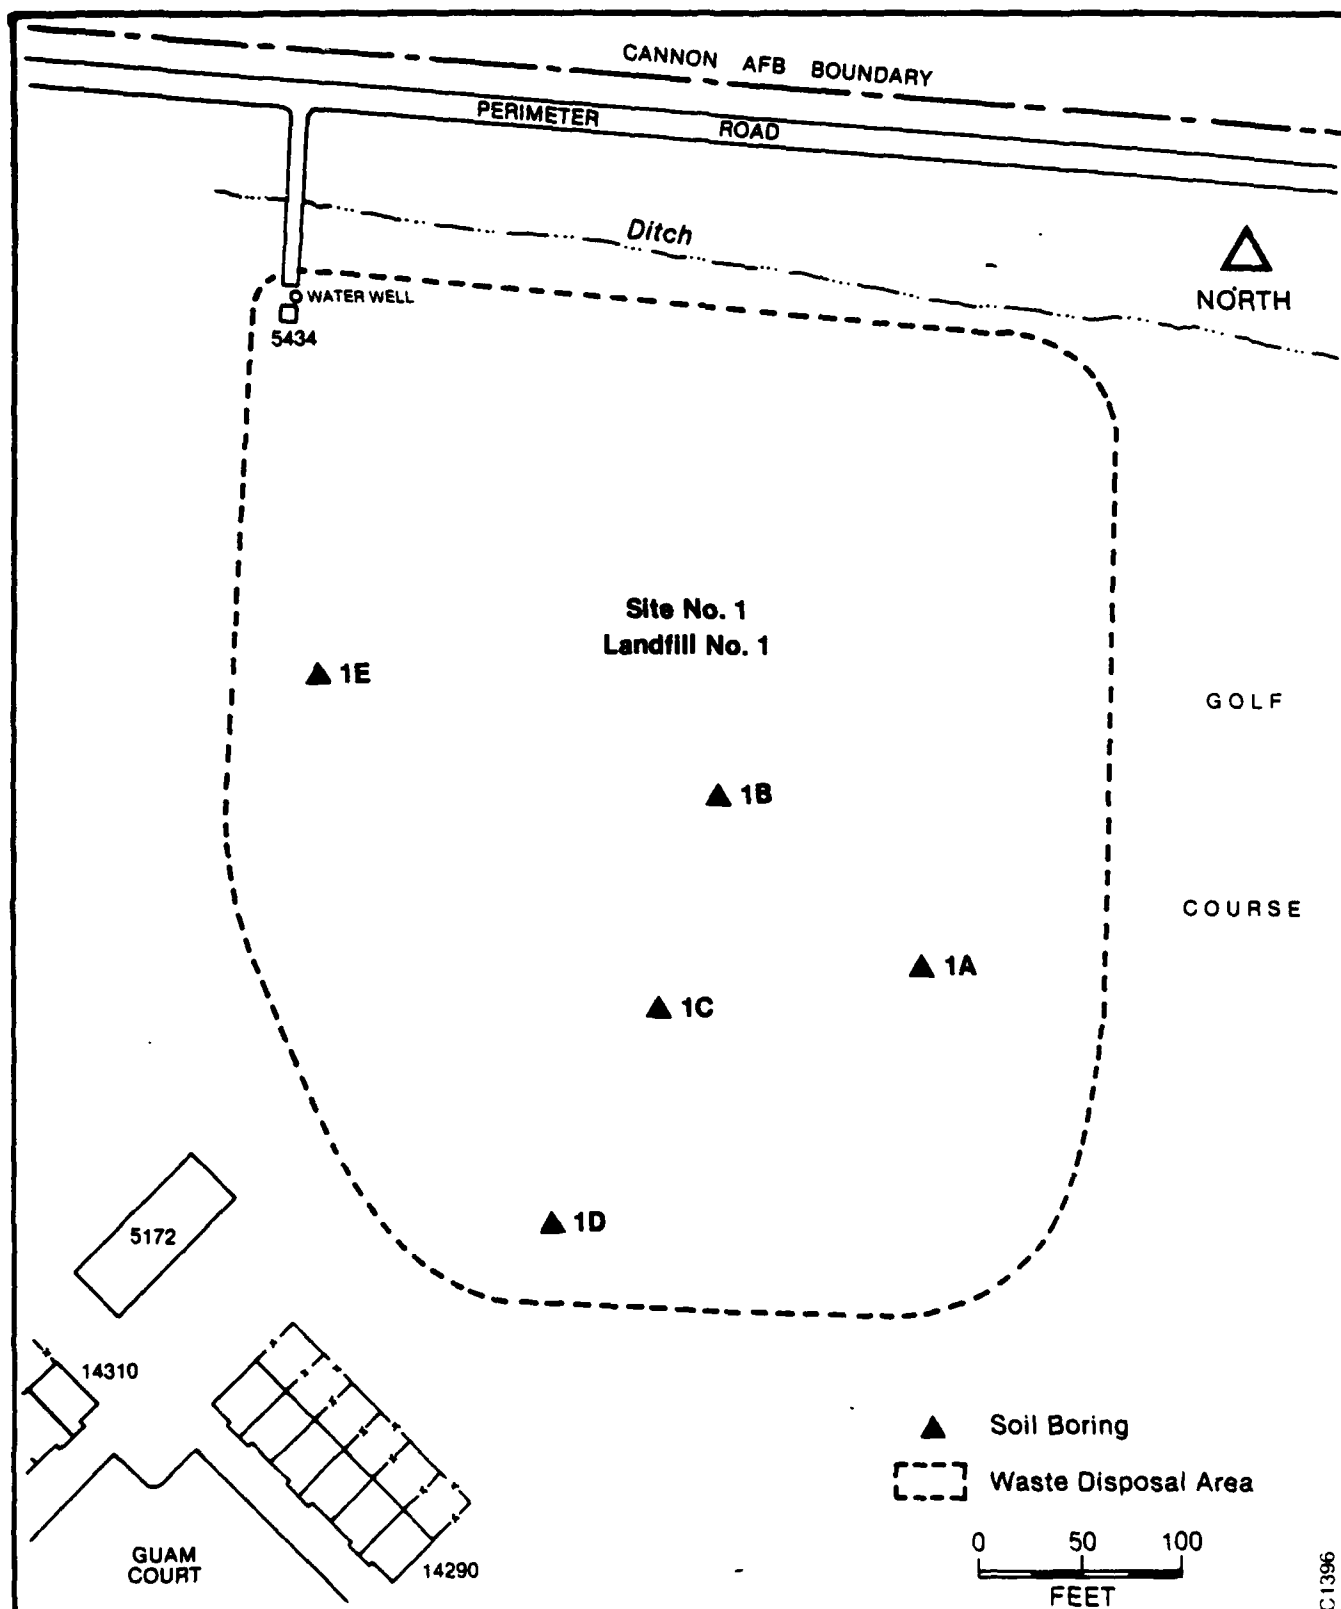 CANNON AFB BOUNDARY
PERIMETER ROAD
Ditch
NORTH
WATER WELL
5434
Site No. 1
Landfill No. 1
1E
GOLF
1B
COURSE
1A
1C
1D
5172
14310
Soil Boring
Waste Disposal Area
0 50 100
FEET
GUAM
COURT
14290
C1396